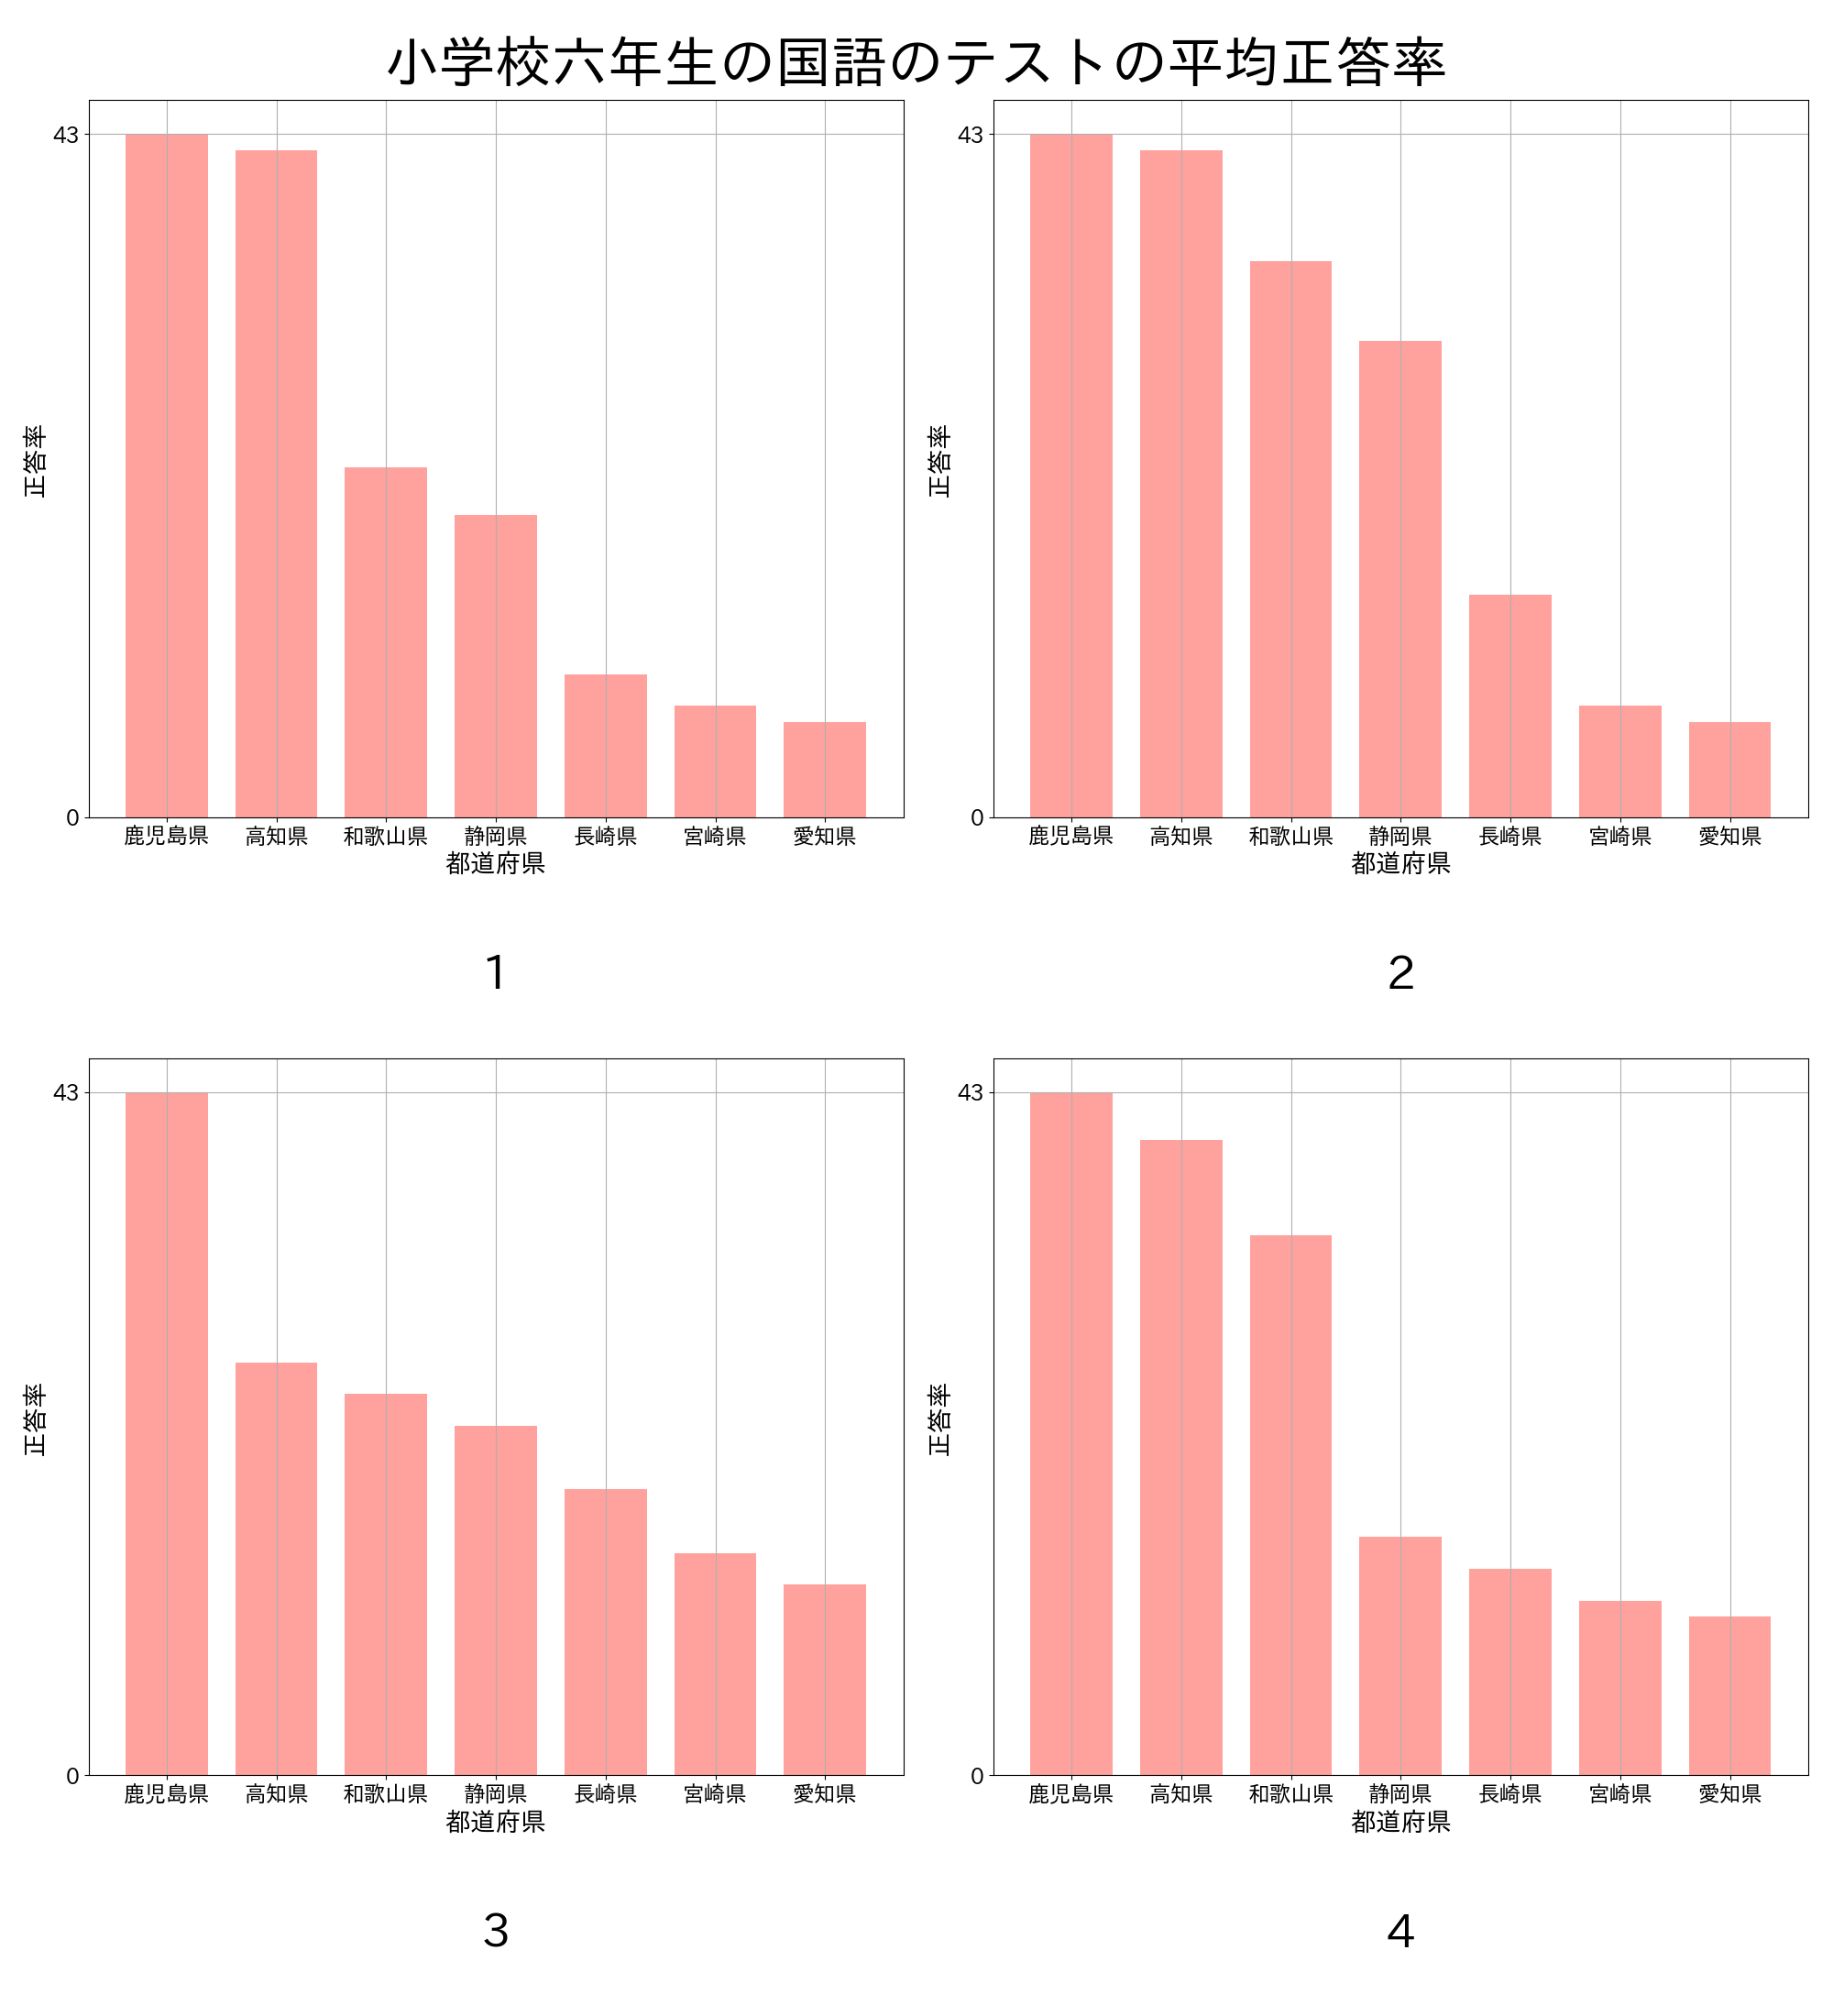 小学校六年生の国語のテストの平均正答率
43
0
正答率
鹿児島県 高知県 和歌山県 静岡県 長崎県 宮崎県 愛知県
都道府県
1
43
0
正答率
鹿児島県 高知県 和歌山県 静岡県 長崎県 宮崎県 愛知県
都道府県
2
43
0
正答率
鹿児島県 高知県 和歌山県 静岡県 長崎県 宮崎県 愛知県
都道府県
3
43
0
正答率
鹿児島県 高知県 和歌山県 静岡県 長崎県 宮崎県 愛知県
都道府県
4